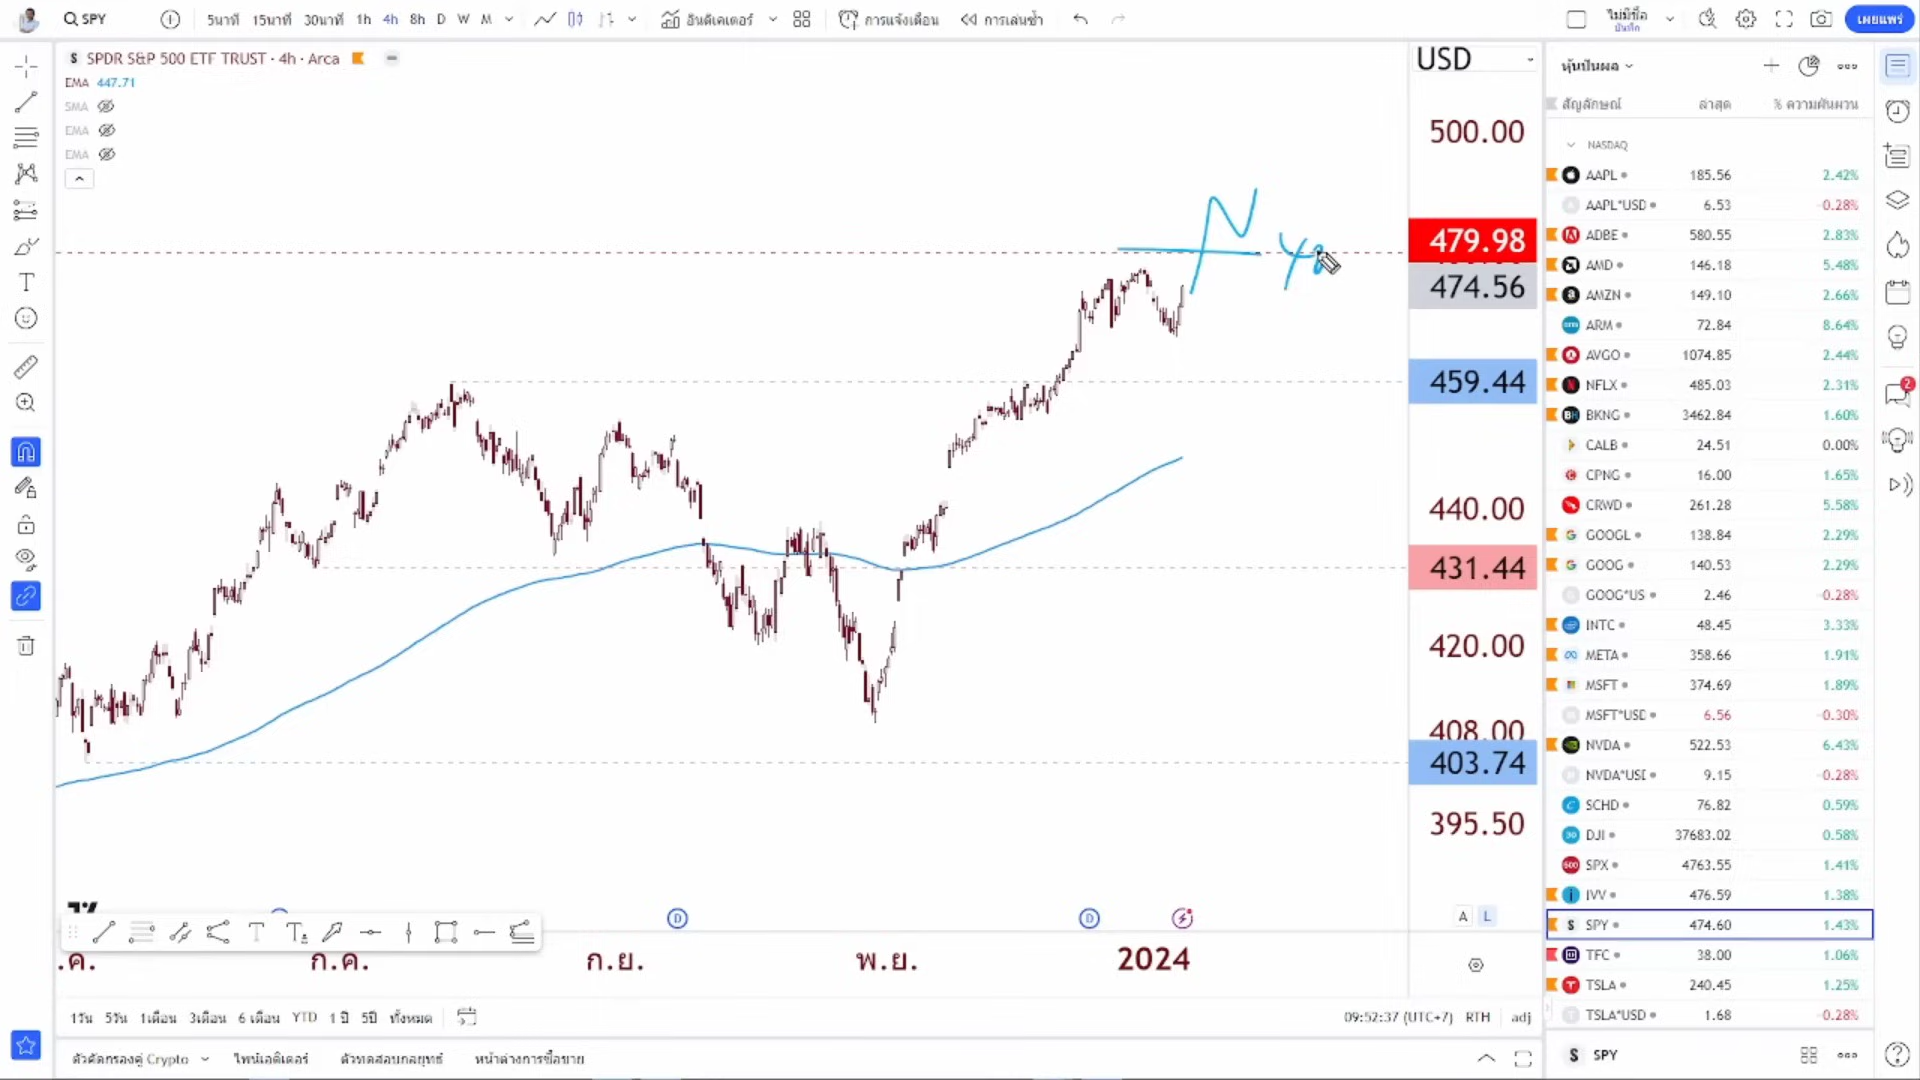 SPY 5นาที 15นาที 30นาที 1h 4h 8h D W M อินดิเคเตอร์ การแจ้งเตือน การเล่นซ้ำ ไม่มีชื่อ บันทึก เผยแพร่
S SPDR S&P 500 ETF TRUST · 4h · Arca
EMA 447.71
SMA
EMA
EMA
USD
500.00
479.98
474.56
459.44
440.00
431.44
420.00
408.00
403.74
395.50
A L
D D
ก.ค. ก.ย. พ.ย. 2024
1วัน 5วัน 1เดือน 3เดือน 6 เดือน YTD 1 ปี 5ปี ทั้งหมด 09:52:37 (UTC+7) RTH adj
ตัวคัดกรองคู่ Crypto ไพน์เอดิเตอร์ ตัวทดสอบกลยุทธ์ หน้าต่างการซื้อขาย
หุ้นปันผล
สัญลักษณ์ ล่าสุด % ความผันผวน
NASDAQ
AAPL 185.56 2.42%
AAPL*USD 6.53 -0.28%
ADBE 580.55 2.83%
AMD 146.18 5.48%
AMZN 149.10 2.66%
ARM 72.84 8.64%
AVGO 1074.85 2.44%
NFLX 485.03 2.31%
BKNG 3462.84 1.60%
CALB 24.51 0.00%
CPNG 16.00 1.65%
CRWD 261.28 5.58%
GOOGL 138.84 2.29%
GOOG 140.53 2.29%
GOOG*US 2.46 -0.28%
INTC 48.45 3.33%
META 358.66 1.91%
MSFT 374.69 1.89%
MSFT*USD 6.56 -0.30%
NVDA 522.53 6.43%
NVDA*USD 9.15 -0.28%
SCHD 76.82 0.59%
DJI 37683.02 0.58%
SPX 4763.55 1.41%
IVV 476.59 1.38%
SPY 474.60 1.43%
TFC 38.00 1.06%
TSLA 240.45 1.25%
TSLA*USD 1.68 -0.28%
S SPY
2